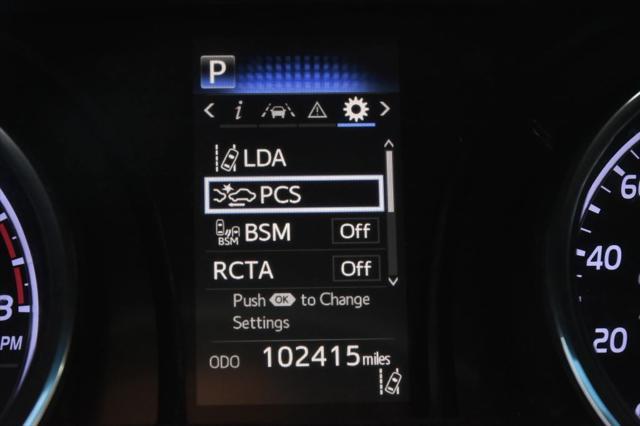 P
i
LDA
PCS
BSM BSM Off
RCTA Off
Push OK to Change
Settings
ODO 102415 miles
60
40
20
PM